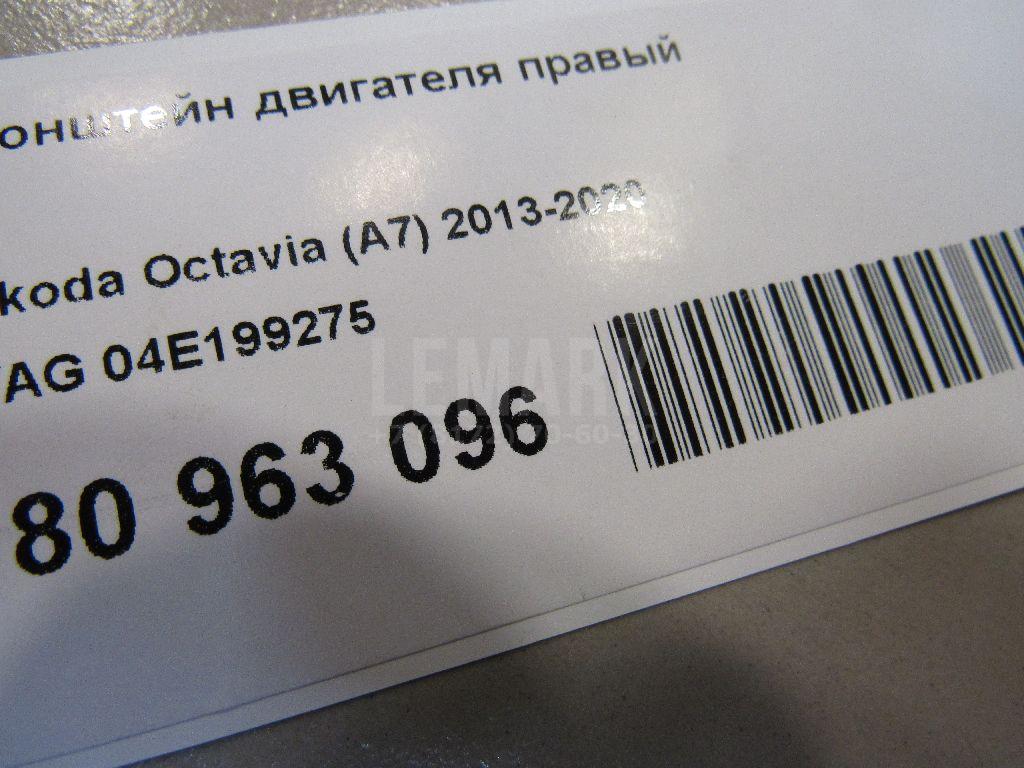 онштейн двигателя правый
koda Octavia (A7) 2013-2020
AG 04E199275
80 963 096
LEMARK